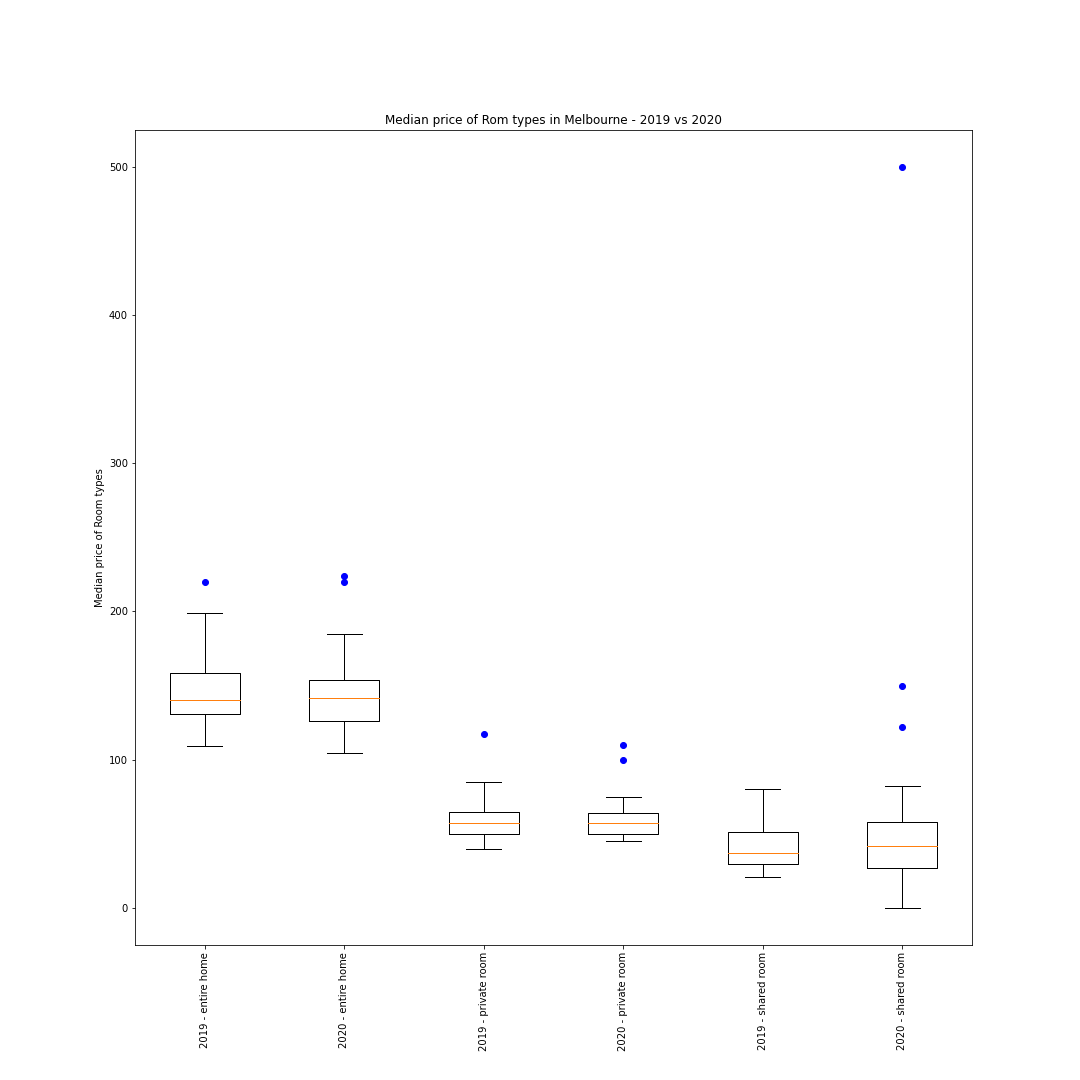 Median price of Rom types in Melbourne - 2019 vs 2020
Median price of Room types
500
400
300
200
100
0
2019 - entire home
2020 - entire home
2019 - private room
2020 - private room
2019 - shared room
2020 - shared room